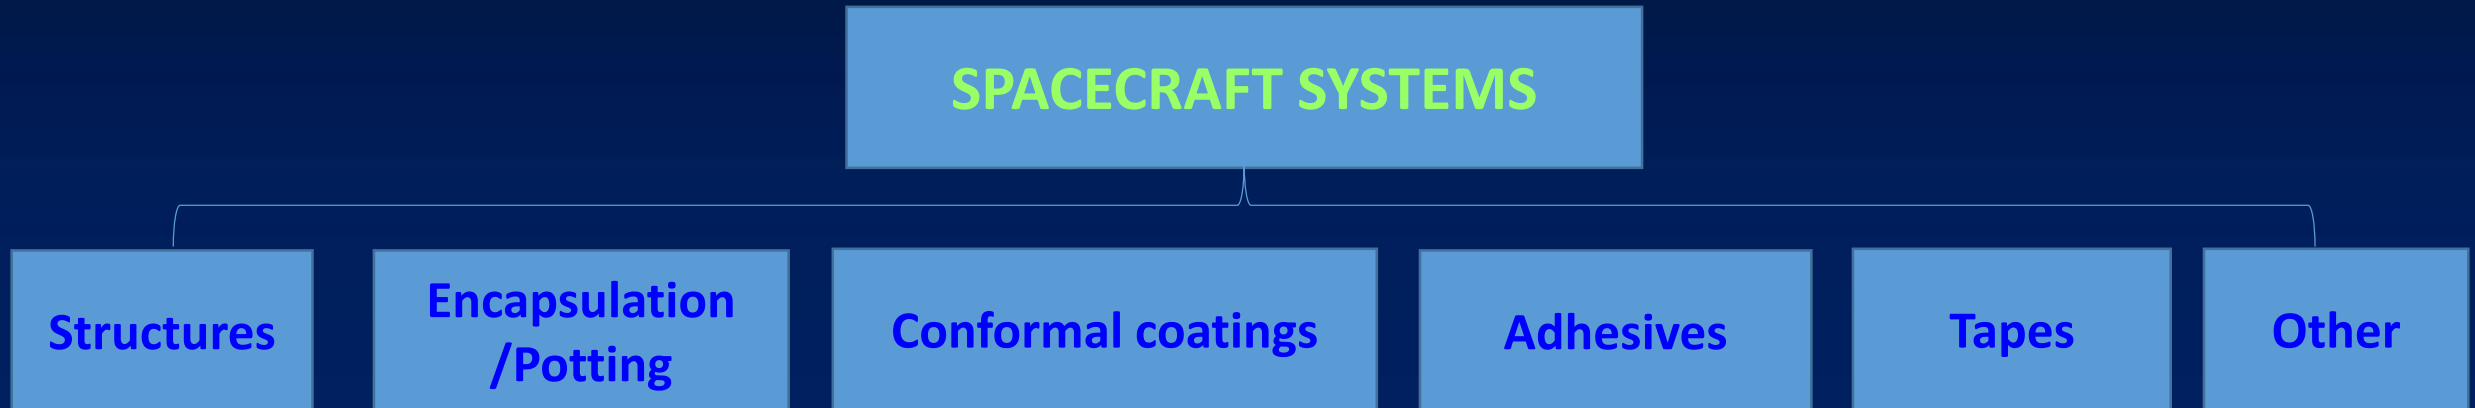 SPACECRAFT SYSTEMS
Structures
Encapsulation
/Potting
Conformal coatings
Adhesives
Tapes
Other